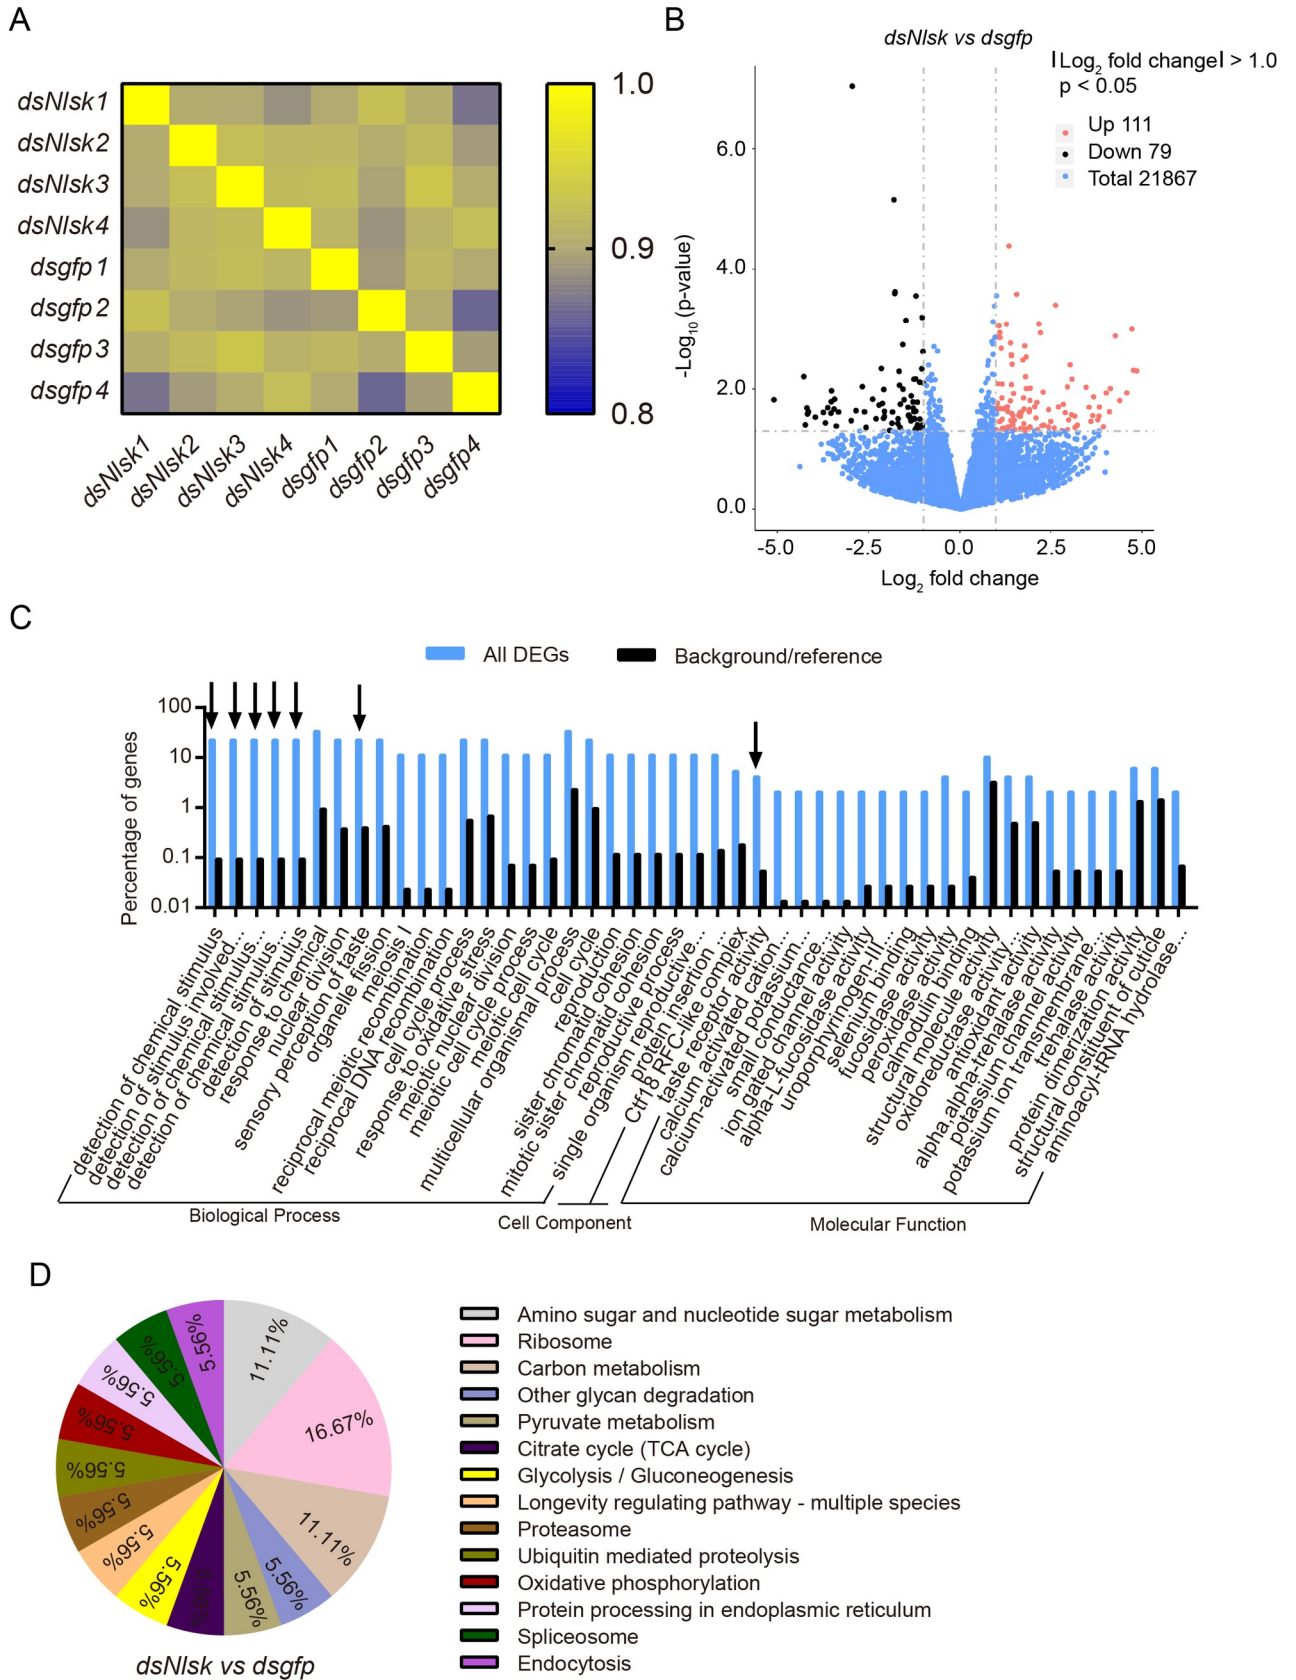 A
dsNlsk1
dsNlsk2
dsNlsk3
dsNlsk4
dsgfp1
dsgfp2
dsgfp3
dsgfp4
dsNlsk1
dsNlsk2
dsNlsk3
dsNlsk4
dsgfp1
dsgfp2
dsgfp3
dsgfp4
1.0
0.9
0.8
B
dsNlsk vs dsgfp
|Log2 fold change| > 1.0
p < 0.05
Up 111
Down 79
Total 21867
-Log10 (p-value)
6.0
4.0
2.0
0.0
-5.0
-2.5
0.0
2.5
5.0
Log2 fold change
C
All DEGs
Background/reference
Percentage of genes
100
10
1
0.1
0.01
detection of chemical stimulus
detection of stimulus involved...
detection of chemical stimulus...
detection of chemical stimulus...
detection of stimulus
response to chemical
nuclear division
sensory perception of taste
organelle fission
meiosis I
reciprocal meiotic recombination
reciprocal DNA recombination
cell cycle process
response to oxidative stress
meiotic nuclear division
meiotic cell cycle process
meiotic cell cycle
multicellular organismal process
cell cycle
reproduction
sister chromatid cohesion
mitotic sister chromatid cohesion
reproductive process
single organism reproductive...
protein insertion ...
Ctf18 RFC-like complex
taste receptor activity
calcium activated cation...
calcium-activated potassium...
small conductance...
ion gated channel activity
alpha-L-fucosidase activity
uroporphyrinogen-III...
selenium binding
fucosidase activity
peroxidase activity
calmodulin binding
structural molecule activity
oxidoreductase activity...
antioxidant activity
alpha,alpha-trehalase activity
potassium channel activity
potassium ion transmembrane...
trehalase activity
protein dimerization activity
structural constituent of cuticle
aminoacyl-tRNA hydrolase...
Biological Process
Cell Component
Molecular Function
D
11.11%
16.67%
11.11%
5.56%
5.56%
5.56%
5.56%
5.56%
5.56%
5.56%
5.56%
5.56%
5.56%
5.56%
dsNlsk vs dsgfp
Amino sugar and nucleotide sugar metabolism
Ribosome
Carbon metabolism
Other glycan degradation
Pyruvate metabolism
Citrate cycle (TCA cycle)
Glycolysis / Gluconeogenesis
Longevity regulating pathway - multiple species
Proteasome
Ubiquitin mediated proteolysis
Oxidative phosphorylation
Protein processing in endoplasmic reticulum
Spliceosome
Endocytosis